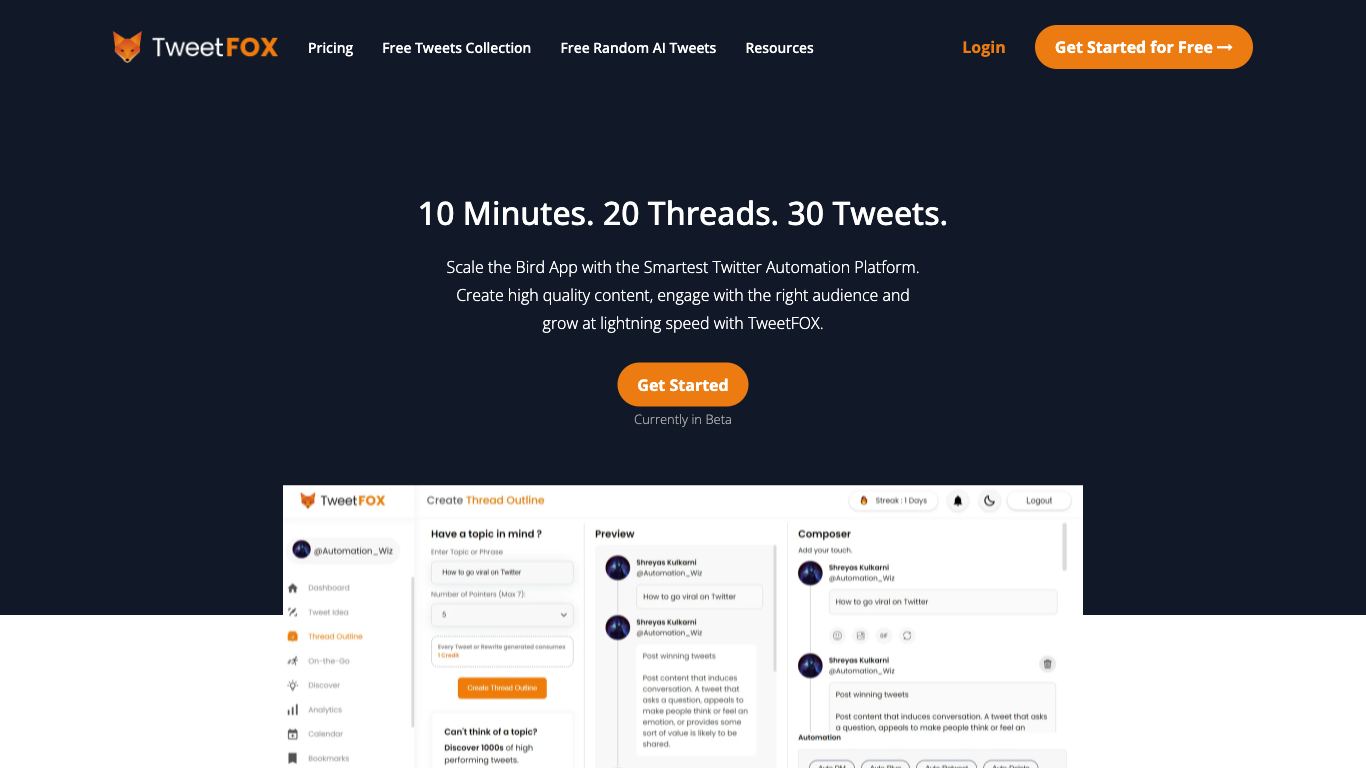 TweetFOX
Pricing
Free Tweets Collection
Free Random AI Tweets
Resources
Login
Get Started for Free →
10 Minutes. 20 Threads. 30 Tweets.
Scale the Bird App with the Smartest Twitter Automation Platform.
Create high quality content, engage with the right audience and
grow at lightning speed with TweetFOX.
Get Started
Currently in Beta
TweetFOX
Create Thread Outline
Streak : 1 Days
Logout
@Automation_Wiz
Dashboard
Tweet Idea
Thread Outline
On-the-Go
Discover
Analytics
Calendar
Bookmarks
Have a topic in mind ?
Enter Topic or Phrase
How to go viral on Twitter
Number of Pointers (Max 7):
5
Every Tweet or Rewrite generated consumes
1 Credit
Create Thread Outline
Can't think of a topic?
Discover 1000s of high
performing tweets.
Preview
Shreyas Kulkarni
@Automation_Wiz
How to go viral on Twitter
Shreyas Kulkarni
@Automation_Wiz
Post winning tweets
Post content that induces
conversation. A tweet that
asks a question, appeals to
make people think or feel an
emotion, or provides some
sort of value is likely to be
shared.
Composer
Add your touch.
Shreyas Kulkarni
@Automation_Wiz
How to go viral on Twitter
GIF
Shreyas Kulkarni
@Automation_Wiz
Post winning tweets
Post content that induces conversation. A tweet that asks
a question, appeals to make people think or feel an
Automation
Auto DM
Auto Plug
Auto Retweet
Auto Delete